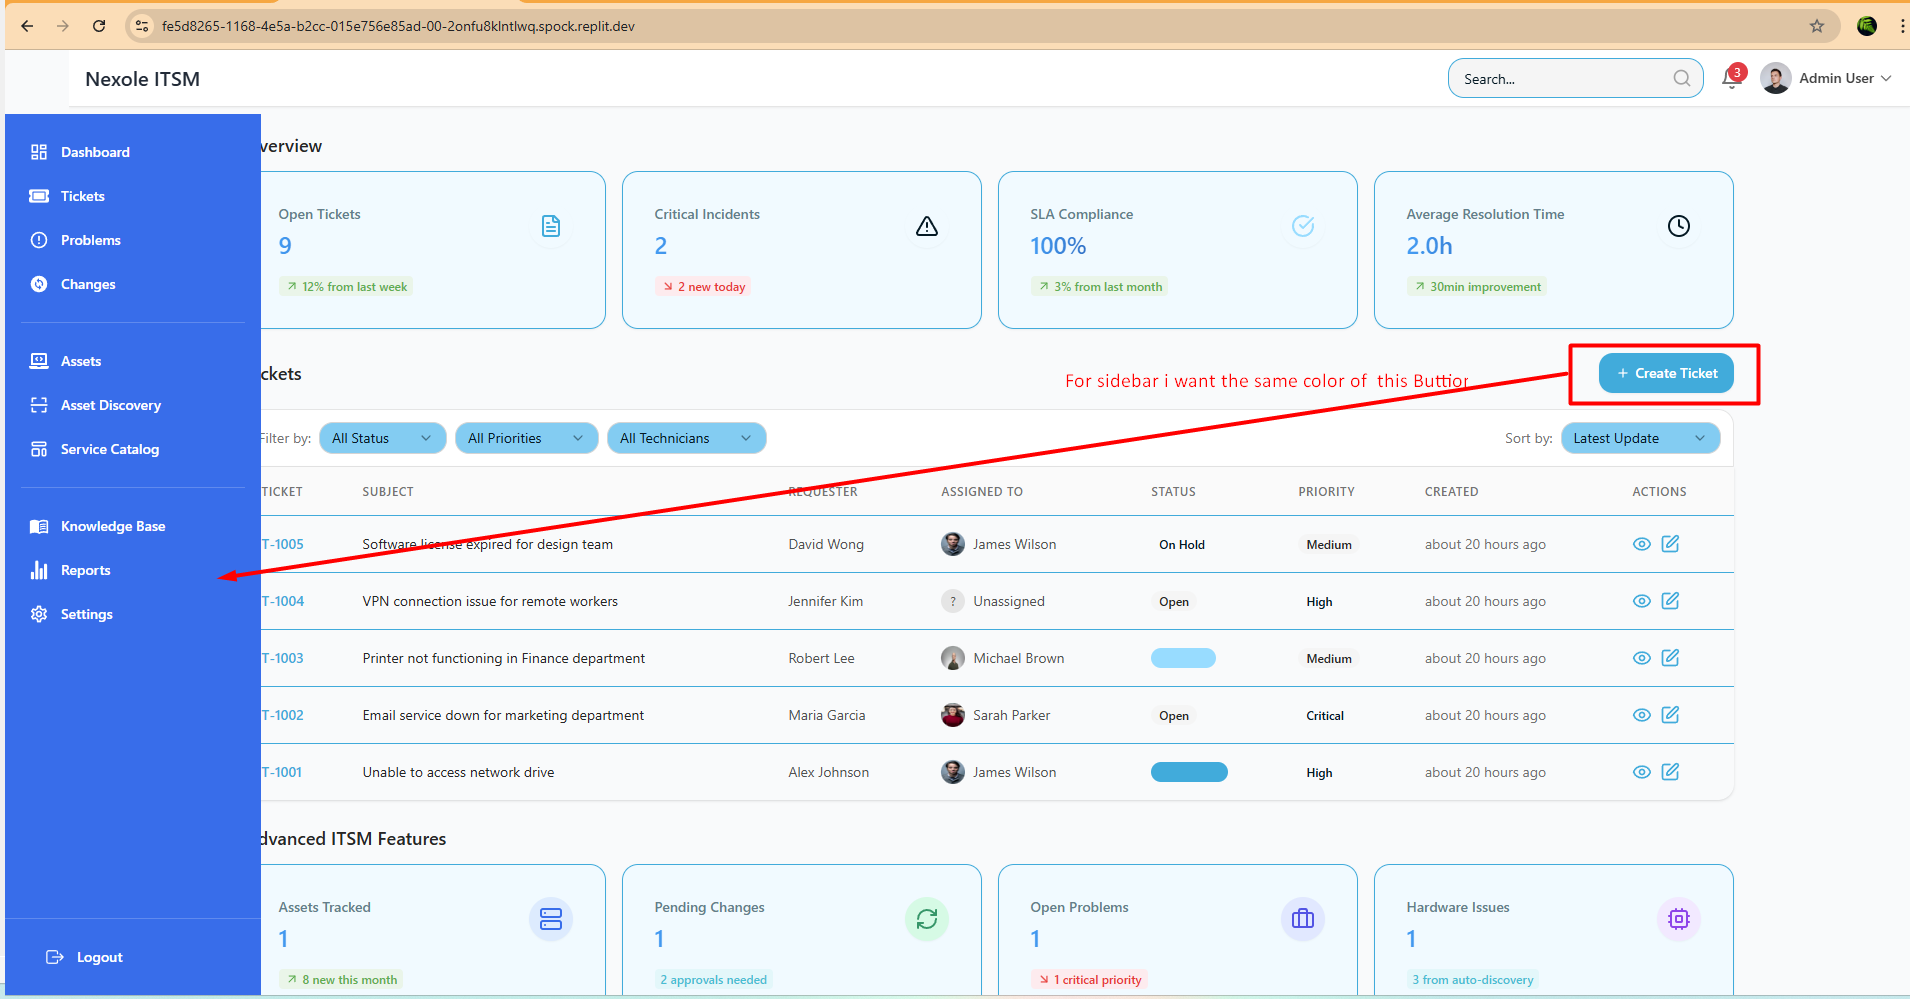 fe5d8265-1168-4e5a-b2cc-015e756e85ad-00-2onfu8klntlwq.spock.replit.dev
Nexole ITSM
Search...
3
Admin User
Dashboard
Tickets
Problems
Changes
Assets
Asset Discovery
Service Catalog
Knowledge Base
Reports
Settings
Logout
verview
Open Tickets
9
12% from last week
Critical Incidents
2
2 new today
SLA Compliance
100%
3% from last month
Average Resolution Time
2.0h
30min improvement
ckets
For sidebar i want the same color of this Buttior
+ Create Ticket
Filter by: All Status All Priorities All Technicians Sort by: Latest Update
TICKET SUBJECT REQUESTER ASSIGNED TO STATUS PRIORITY CREATED ACTIONS
T-1005 Software license expired for design team David Wong James Wilson On Hold Medium about 20 hours ago
T-1004 VPN connection issue for remote workers Jennifer Kim ? Unassigned Open High about 20 hours ago
T-1003 Printer not functioning in Finance department Robert Lee Michael Brown Medium about 20 hours ago
T-1002 Email service down for marketing department Maria Garcia Sarah Parker Open Critical about 20 hours ago
T-1001 Unable to access network drive Alex Johnson James Wilson High about 20 hours ago
dvanced ITSM Features
Assets Tracked
1
8 new this month
Pending Changes
1
2 approvals needed
Open Problems
1
1 critical priority
Hardware Issues
1
3 from auto-discovery